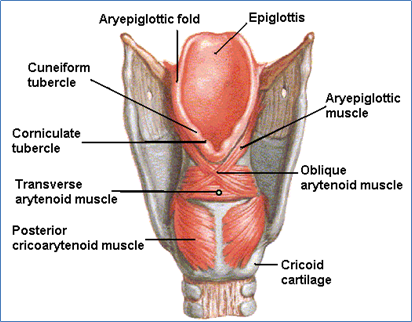 Aryepiglottic fold
Epiglottis
Cuneiform
tubercle
Aryepiglottic
muscle
Corniculate
tubercle
Oblique
arytenoid muscle
Transverse
arytenoid muscle
Posterior
cricoarytenoid muscle
Cricoid
cartilage